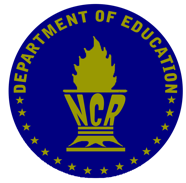 DEPARTMENT OF EDUCATION
NCR